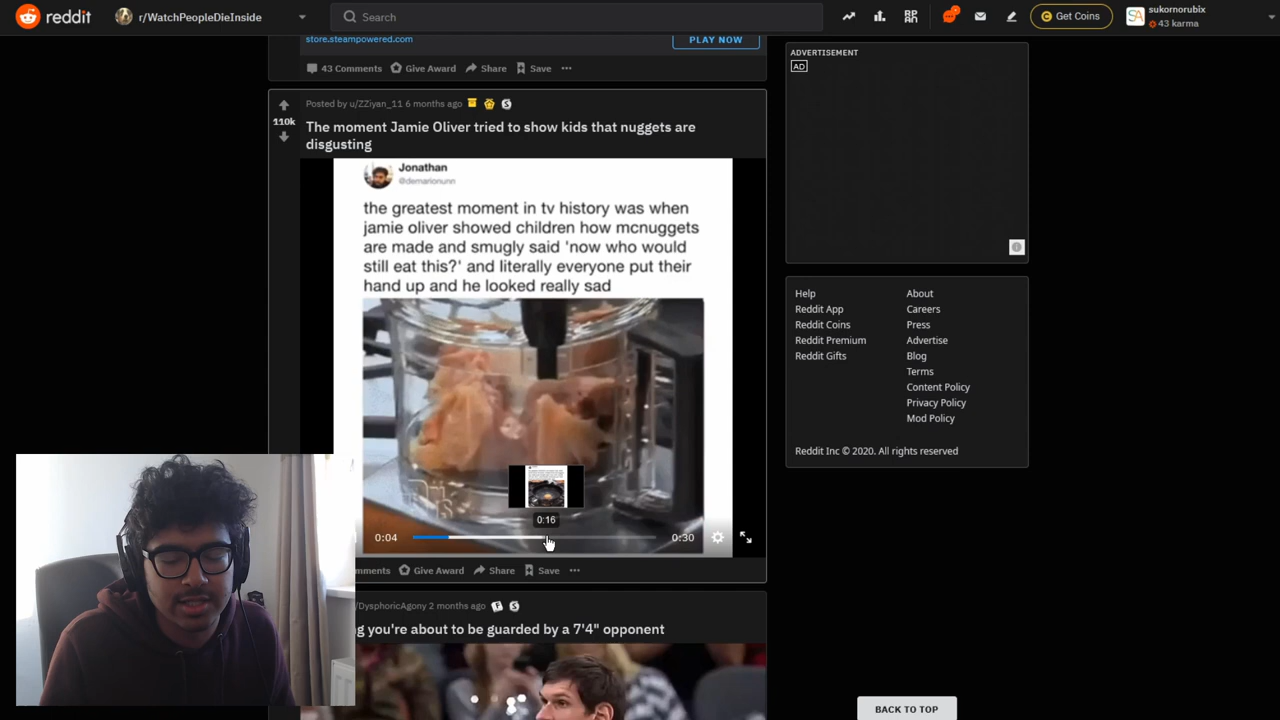 reddit
r/WatchPeopleDieInside
Search
Get Coins
sukornorubix
43 karma
store.steampowered.com
PLAY NOW
43 Comments
Give Award
Share
Save
ADVERTISEMENT
AD
Posted by u/ZZiyan_11 6 months ago
110k
The moment Jamie Oliver tried to show kids that nuggets are
disgusting
Jonathan
@demarionunn
the greatest moment in tv history was when
jamie oliver showed children how mcnuggets
are made and smugly said 'now who would
still eat this?' and literally everyone put their
hand up and he looked really sad
0:16
0:04
0:30
mments
Give Award
Share
Save
/DysphoricAgony 2 months ago
g you're about to be guarded by a 7'4" opponent
Help
Reddit App
Reddit Coins
Reddit Premium
Reddit Gifts
About
Careers
Press
Advertise
Blog
Terms
Content Policy
Privacy Policy
Mod Policy
Reddit Inc © 2020. All rights reserved
BACK TO TOP